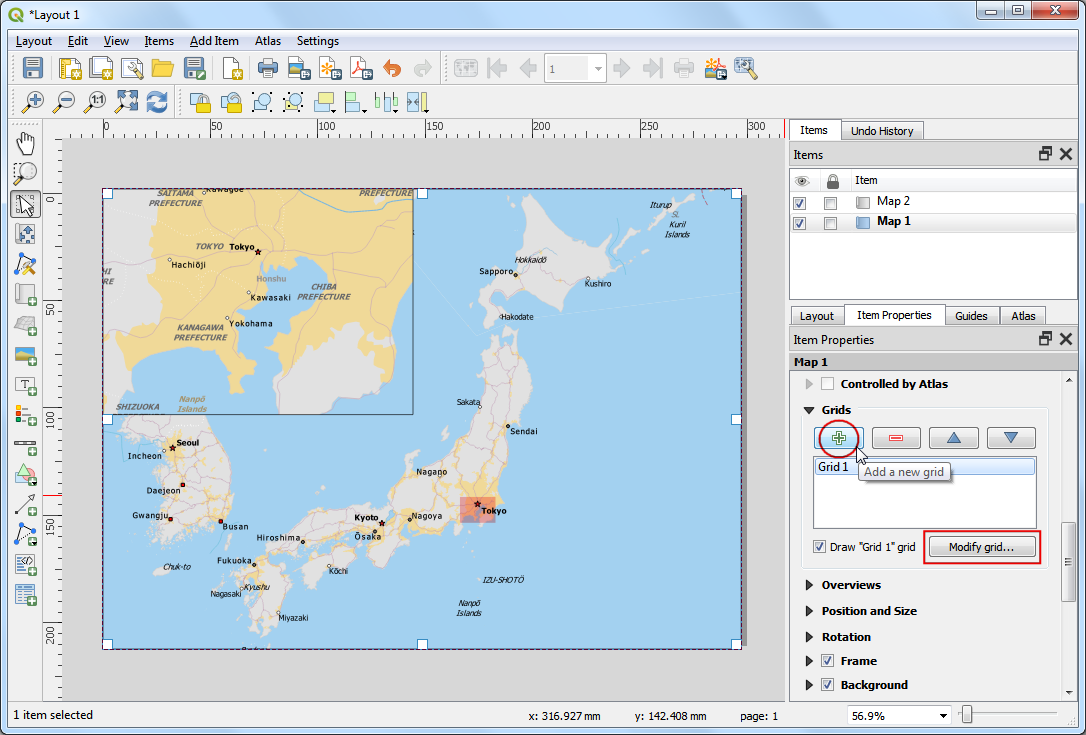 *Layout 1
Layout Edit View Items Add Item Atlas Settings
1
1:1
0 50 100 150 200 250 300
0
50
100
150
200
Items Undo History
Items
Item
Map 2
Map 1
Layout Item Properties Guides Atlas
Item Properties
Map 1
Controlled by Atlas
Grids
Grid 1
Add a new grid
Draw "Grid 1" grid
Modify grid...
Overviews
Position and Size
Rotation
Frame
Background
SAITAMA
PREFECTURE
Kawagoe
PREFECTURE
TOKYO
Tokyo
Hachiōji
HI
RE
Honshu
Kawasaki
CHIBA
PREFECTURE
Yokohama
KANAGAWA
PREFECTURE
SHIZUOKA
Nanpō
Islands
Iturup
SL
Kuril
Islands
Hokkaidō
Sapporo
Kushiro
Hakodate
Sakata
Sendai
Seoul
Incheon
Daejeon
Gwangju
Busan
Nagano
Tokyo
Kyoto
Nagoya
Ōsaka
Hiroshima
Fukuoka
Kōchi
Chuk-to
Nagasaki
Kyushu
Miyazaki
IZU-SHOTŌ
Nanpō
Islands
1 item selected
x: 316.927 mm
y: 142.408 mm
page: 1
56.9%